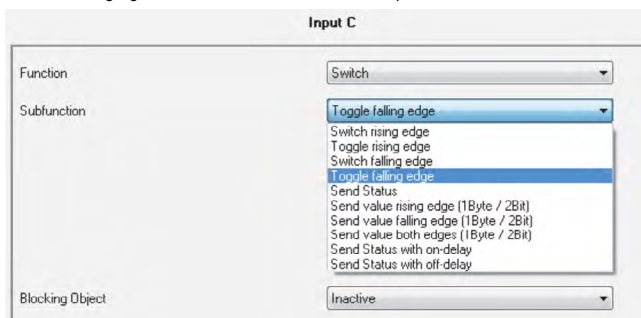 Input C
Function Switch
Subfunction Toggle falling edge
Switch rising edge
Toggle rising edge
Switch falling edge
Toggle falling edge
Send Status
Send value rising edge (1Byte / 2Bit)
Send value falling edge (1Byte / 2Bit)
Send value both edges (1Byte / 2Bit)
Send Status with on-delay
Send Status with off-delay
Blocking Object Inactive